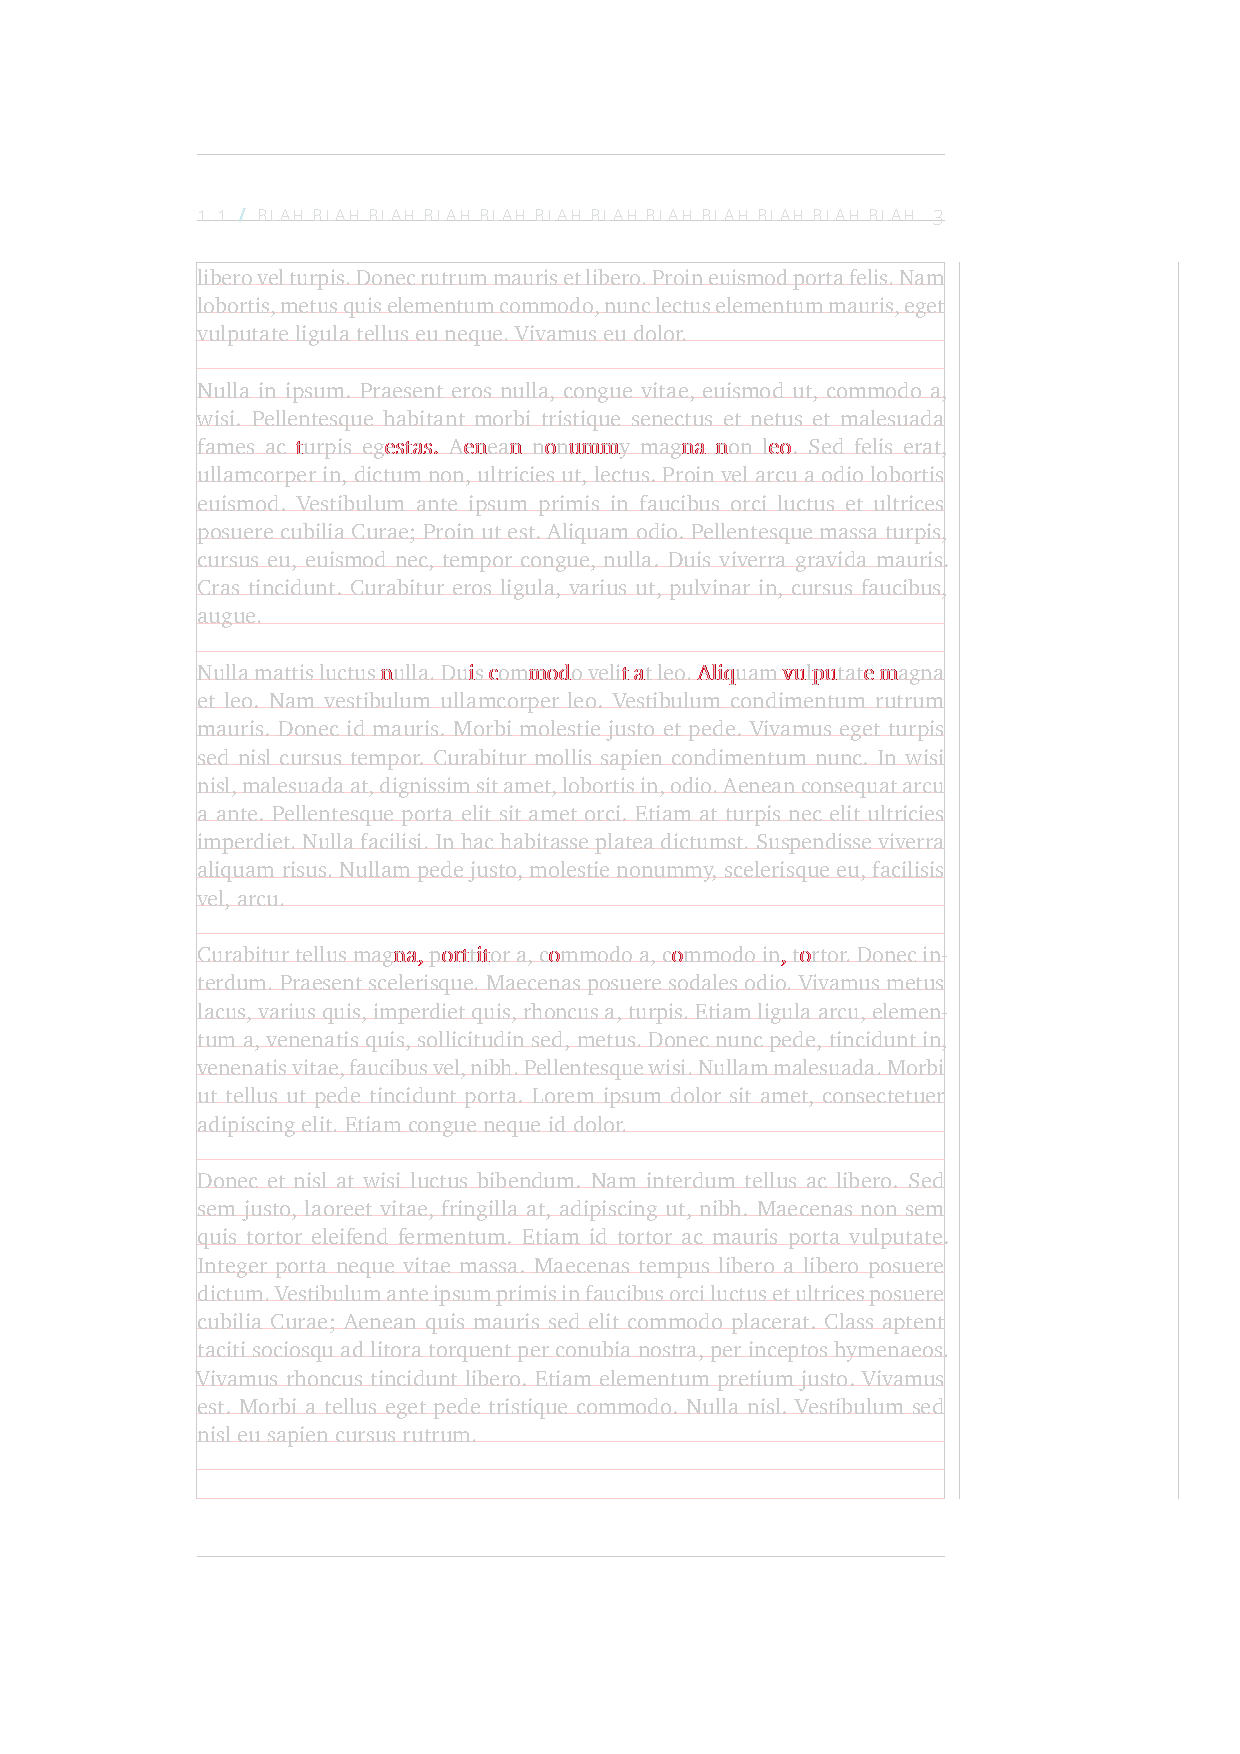 1.1 / BLAH BLAH BLAH BLAH BLAH BLAH BLAH BLAH BLAH BLAH BLAH BLAH 3
libero vel turpis. Donec rutrum mauris et libero. Proin euismod porta felis. Nam
lobortis, metus quis elementum commodo, nunc lectus elementum mauris, eget
vulputate ligula tellus eu neque. Vivamus eu dolor.
Nulla in ipsum. Praesent eros nulla, congue vitae, euismod ut, commodo a,
wisi. Pellentesque habitant morbi tristique senectus et netus et malesuada
fames ac turpis egestas. Aenean nonummy magna non leo. Sed felis erat,
ullamcorper in, dictum non, ultricies ut, lectus. Proin vel arcu a odio lobortis
euismod. Vestibulum ante ipsum primis in faucibus orci luctus et ultrices
posuere cubilia Curae; Proin ut est. Aliquam odio. Pellentesque massa turpis,
cursus eu, euismod nec, tempor congue, nulla. Duis viverra gravida mauris.
Cras tincidunt. Curabitur eros ligula, varius ut, pulvinar in, cursus faucibus,
augue.
Nulla mattis luctus nulla. Duis commodo velit at leo. Aliquam vulputate magna
et leo. Nam vestibulum ullamcorper leo. Vestibulum condimentum rutrum
mauris. Donec id mauris. Morbi molestie justo et pede. Vivamus eget turpis
sed nisl cursus tempor. Curabitur mollis sapien condimentum nunc. In wisi
nisl, malesuada at, dignissim sit amet, lobortis in, odio. Aenean consequat arcu
a ante. Pellentesque porta elit sit amet orci. Etiam at turpis nec elit ultricies
imperdiet. Nulla facilisi. In hac habitasse platea dictumst. Suspendisse viverra
aliquam risus. Nullam pede justo, molestie nonummy, scelerisque eu, facilisis
vel, arcu.
Curabitur tellus magna, porttitor a, commodo a, commodo in, tortor. Donec in-
terdum. Praesent scelerisque. Maecenas posuere sodales odio. Vivamus metus
lacus, varius quis, imperdiet quis, rhoncus a, turpis. Etiam ligula arcu, elemen-
tum a, venenatis quis, sollicitudin sed, metus. Donec nunc pede, tincidunt in,
venenatis vitae, faucibus vel, nibh. Pellentesque wisi. Nullam malesuada. Morbi
ut tellus ut pede tincidunt porta. Lorem ipsum dolor sit amet, consectetuer
adipiscing elit. Etiam congue neque id dolor.
Donec et nisl at wisi luctus bibendum. Nam interdum tellus ac libero. Sed
sem justo, laoreet vitae, fringilla at, adipiscing ut, nibh. Maecenas non sem
quis tortor eleifend fermentum. Etiam id tortor ac mauris porta vulputate.
Integer porta neque vitae massa. Maecenas tempus libero a libero posuere
dictum. Vestibulum ante ipsum primis in faucibus orci luctus et ultrices posuere
cubilia Curae; Aenean quis mauris sed elit commodo placerat. Class aptent
taciti sociosqu ad litora torquent per conubia nostra, per inceptos hymenaeos.
Vivamus rhoncus tincidunt libero. Etiam elementum pretium justo. Vivamus
est. Morbi a tellus eget pede tristique commodo. Nulla nisl. Vestibulum sed
nisl eu sapien cursus rutrum.